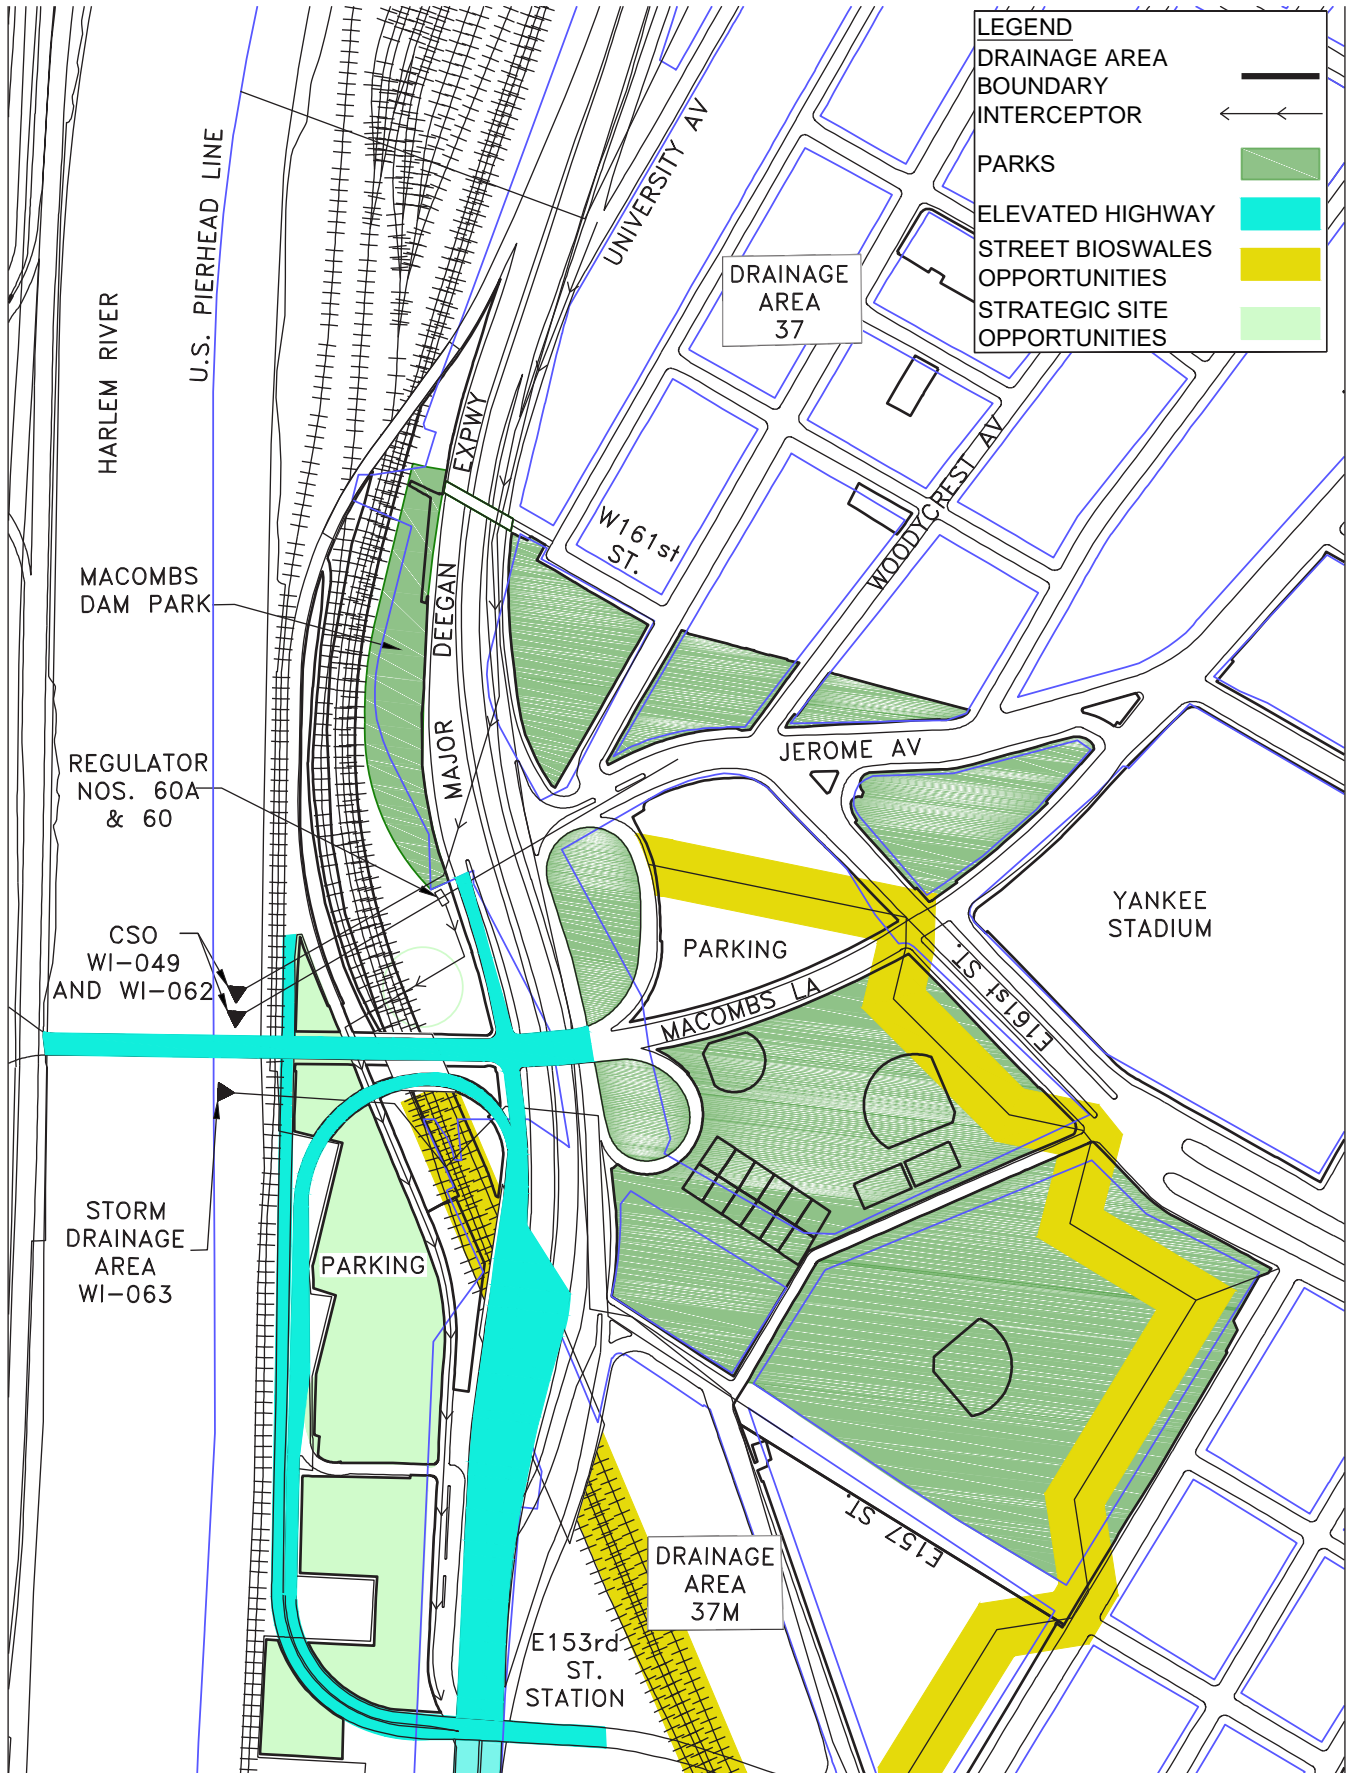 LEGEND
DRAINAGE AREA
BOUNDARY
INTERCEPTOR
PARKS
ELEVATED HIGHWAY
STREET BIOSWALES
OPPORTUNITIES
STRATEGIC SITE
OPPORTUNITIES
UNIVERSITY AV
U.S. PIERHEAD LINE
HARLEM RIVER
DRAINAGE
AREA
37
EXPWY
DEEGAN
MAJOR
W161st
ST.
WOODYCREST AV
MACOMBS
DAM PARK
JEROME AV
REGULATOR
NOS. 60A
& 60
YANKEE
STADIUM
CSO
WI-049
AND WI-062
PARKING
MACOMBS LA
E161st ST.
STORM
DRAINAGE
AREA
WI-063
PARKING
E157 ST.
DRAINAGE
AREA
37M
E153rd
ST.
STATION